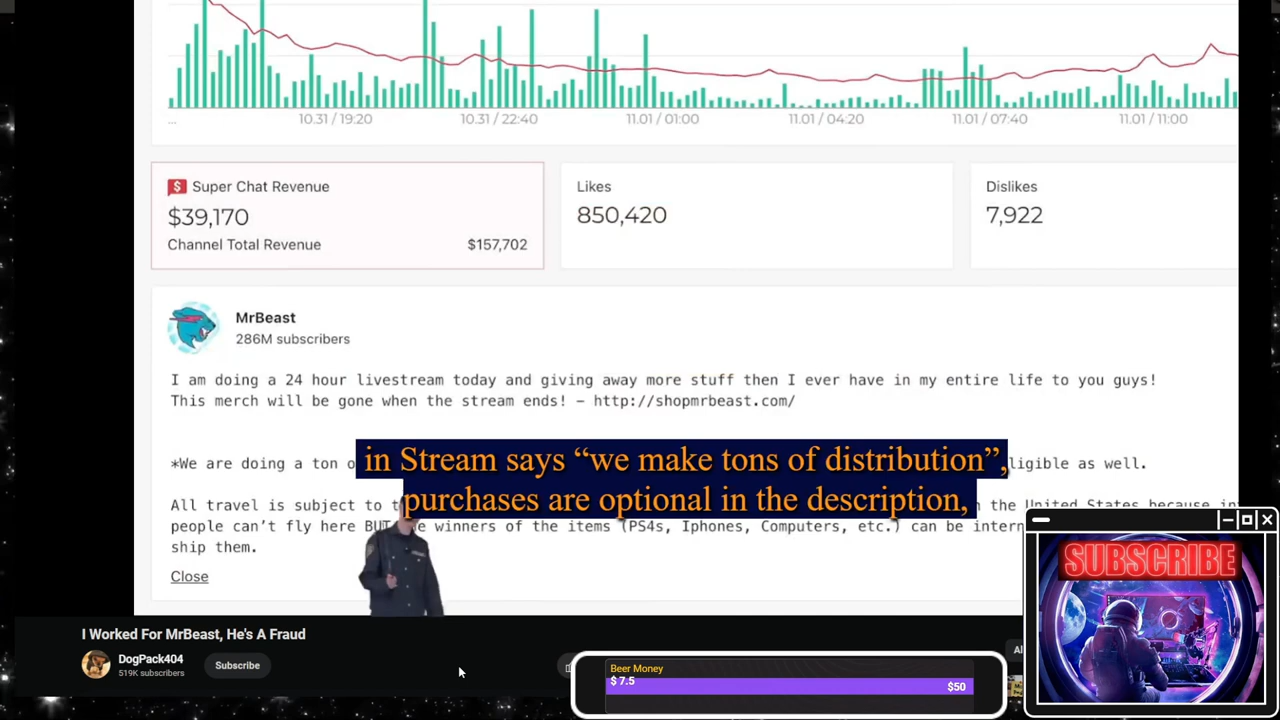 ...
10.31 / 19:20
10.31 / 22:40
11.01 / 01:00
11.01 / 04:20
11.01 / 07:40
11.01 / 11:00
Super Chat Revenue
$39,170
Channel Total Revenue
$157,702
Likes
850,420
Dislikes
7,922
MrBeast
286M subscribers
I am doing a 24 hour livestream today and giving away more stuff then I ever have in my entire life to you guys!
This merch will be gone when the stream ends! - http://shopmrbeast.com/
*We are doing a ton o
as well.
in Stream says “we make tons of distribution”,
purchases are optional in the description,
All travel is subject to
the United States because
people can't fly here BUT
winners of the items (PS4s, Iphones, Computers, etc.) can be
ship them.
Close
SUBSCRIBE
I Worked For MrBeast, He's A Fraud
DogPack404
519K subscribers
Subscribe
Beer Money
$ 7.5
$50